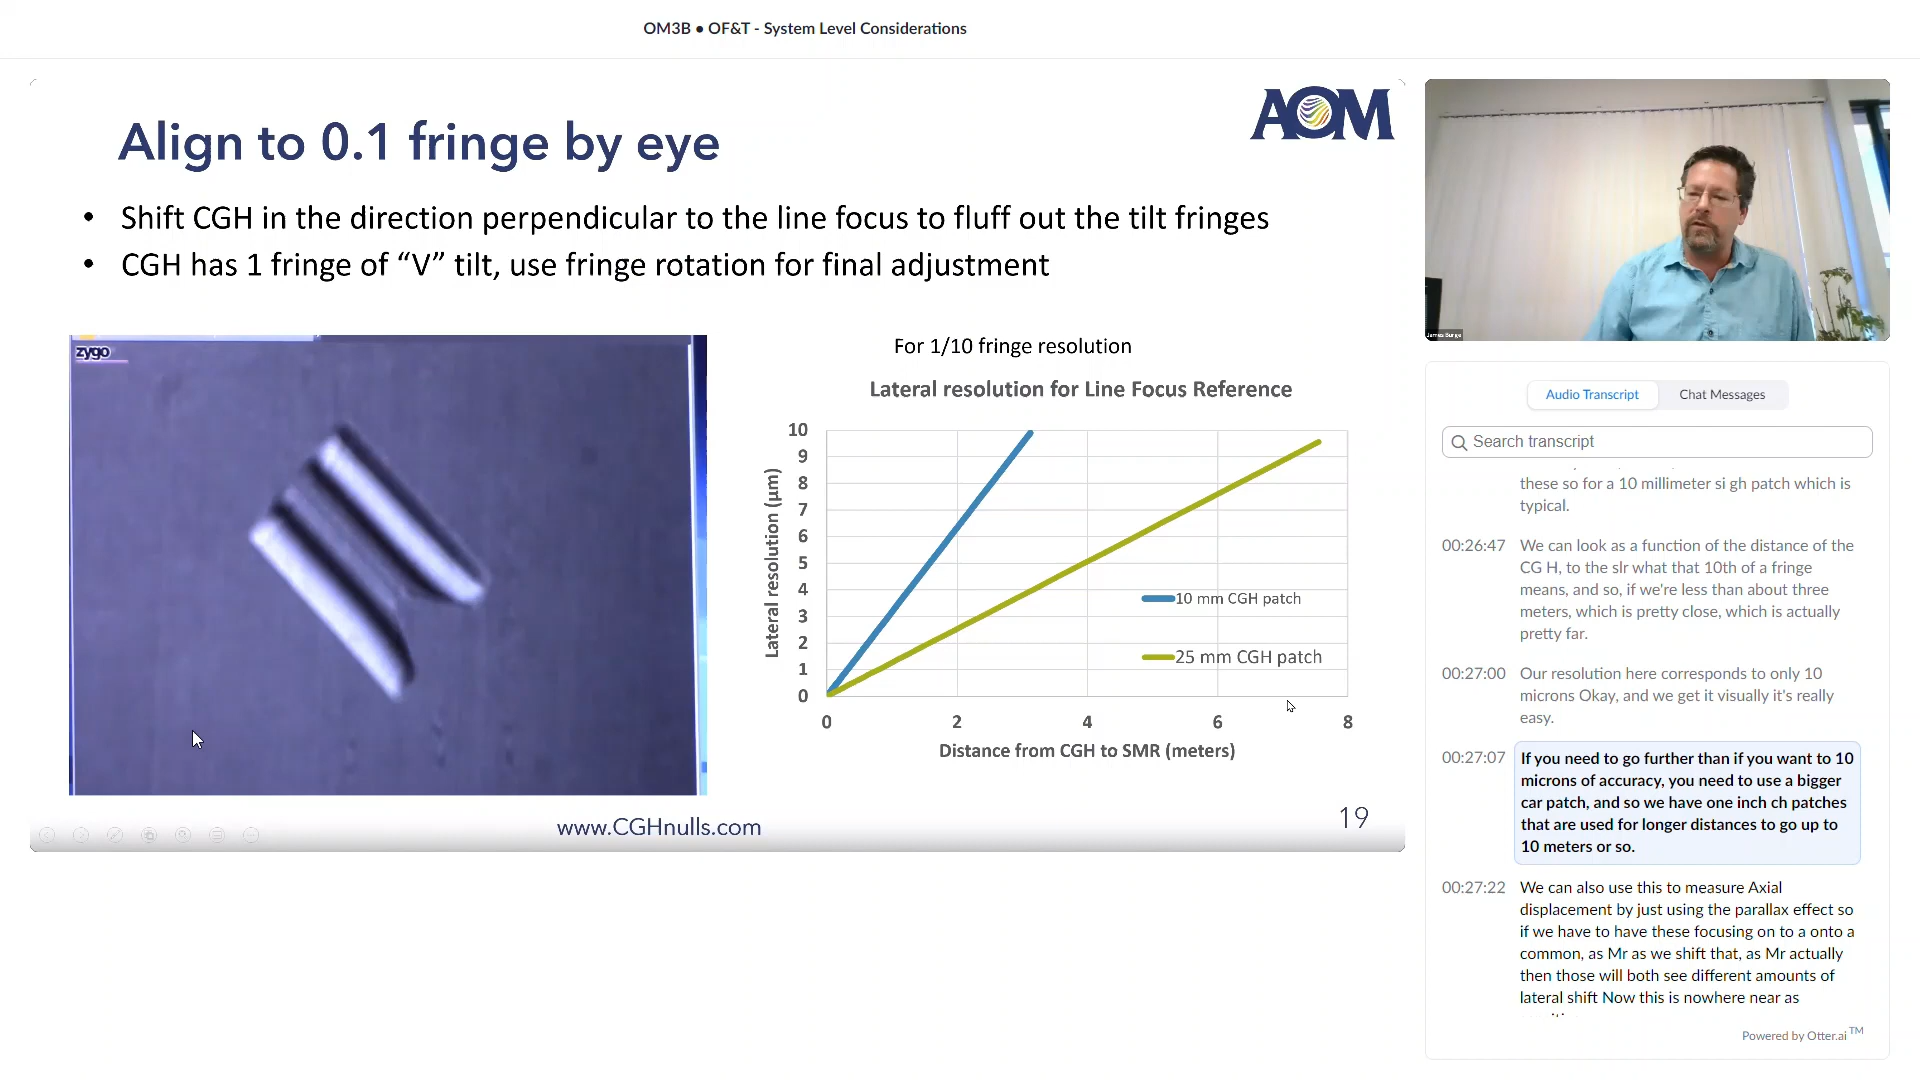 OM3B ● OF&T - System Level Considerations
AOM
Align to 0.1 fringe by eye
• Shift CGH in the direction perpendicular to the line focus to fluff out the tilt fringes
• CGH has 1 fringe of “V” tilt, use fringe rotation for final adjustment
zygo
For 1/10 fringe resolution
Lateral resolution for Line Focus Reference
Lateral resolution (µm)
10
9
8
7
6
5
4
3
2
1
0
10 mm CGH patch
25 mm CGH patch
0 2 4 6 8
Distance from CGH to SMR (meters)
www.CGHnulls.com
19
James Burge
Audio Transcript
Chat Messages
Search transcript
these so for a 10 millimeter si gh patch which is
typical.
00:26:47 We can look as a function of the distance of the
CG H, to the slr what that 10th of a fringe
means, and so, if we're less than about three
meters, which is pretty close, which is actually
pretty far.
00:27:00 Our resolution here corresponds to only 10
microns Okay, and we get it visually it's really
easy.
00:27:07 If you need to go further than if you want to 10
microns of accuracy, you need to use a bigger
car patch, and so we have one inch ch patches
that are used for longer distances to go up to
10 meters or so.
00:27:22 We can also use this to measure Axial
displacement by just using the parallax effect so
if we have to have these focusing on to a onto a
common, as Mr as we shift that, as Mr actually
then those will both see different amounts of
lateral shift Now this is nowhere near as
Powered by Otter.ai TM